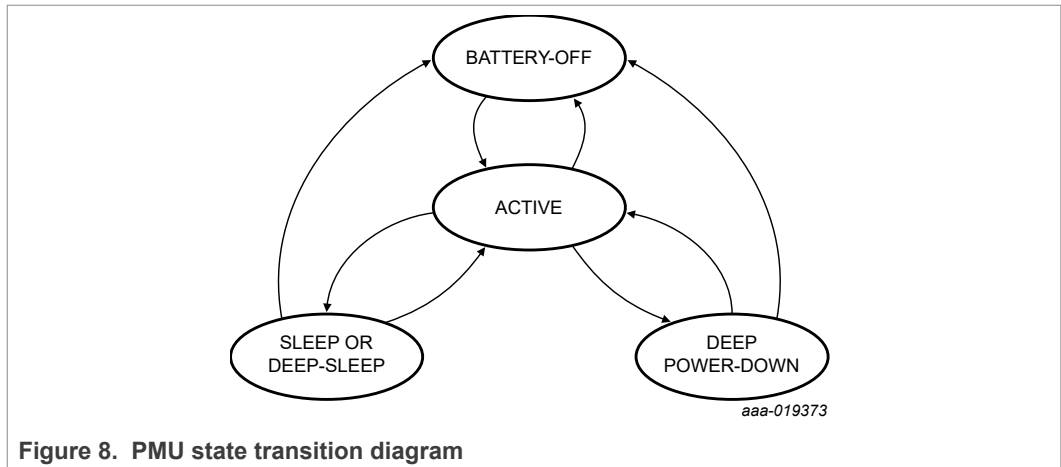 BATTERY-OFF
ACTIVE
SLEEP OR
DEEP-SLEEP
DEEP
POWER-DOWN
aaa-019373
Figure 8. PMU state transition diagram